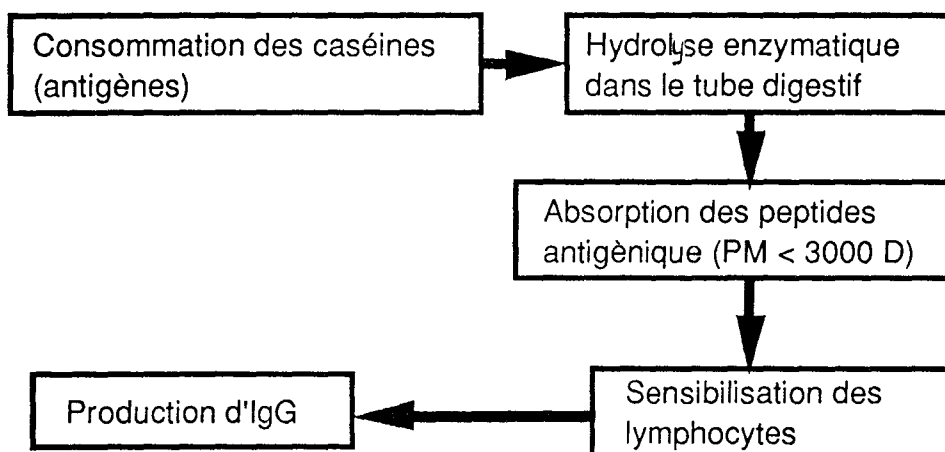 Consommation des caséines
(antigènes)
Hydrolyse enzymatique
dans le tube digestif
Absorption des peptides
antigènique (PM < 3000 D)
Sensibilisation des
lymphocytes
Production d'IgG